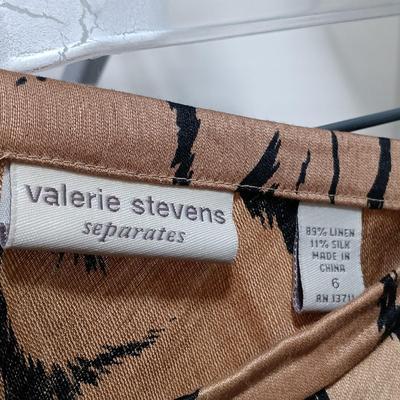 valerie stevens
separates
89% LINEN
11% SILK
MADE IN
CHINA
6
RN 13711